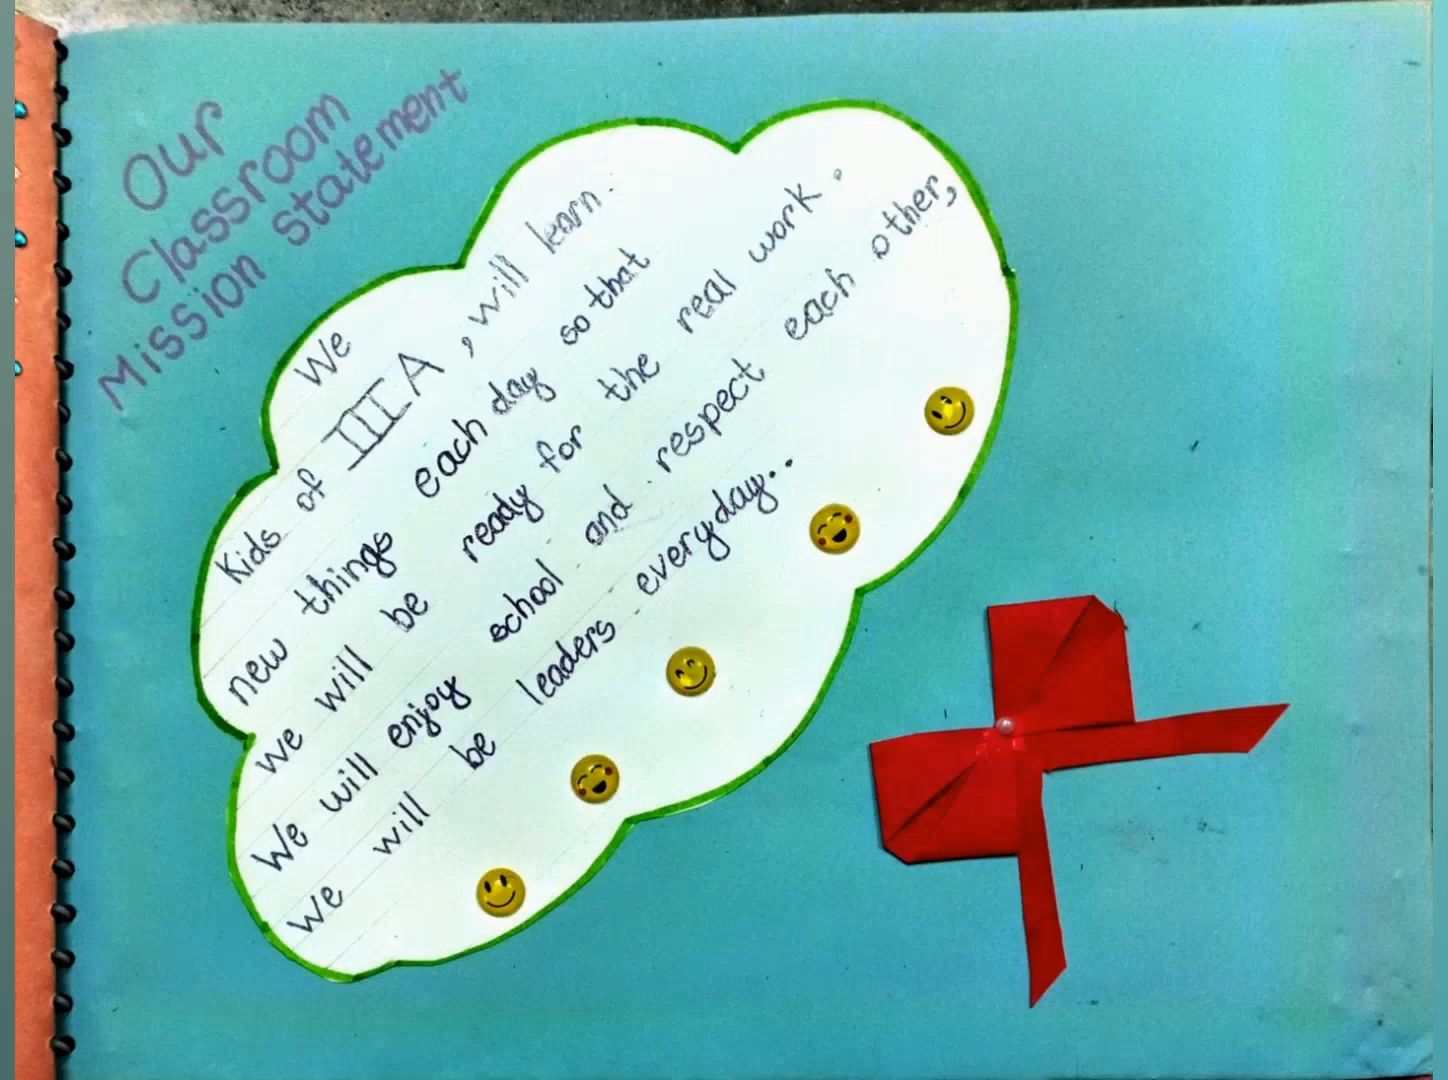 Our
Classroom
Mission statement
We
Kids of III A, will learn
new things each day so that
we will be ready for the real work.
We will enjoy school and respect each other,
We will be leaders everyday..